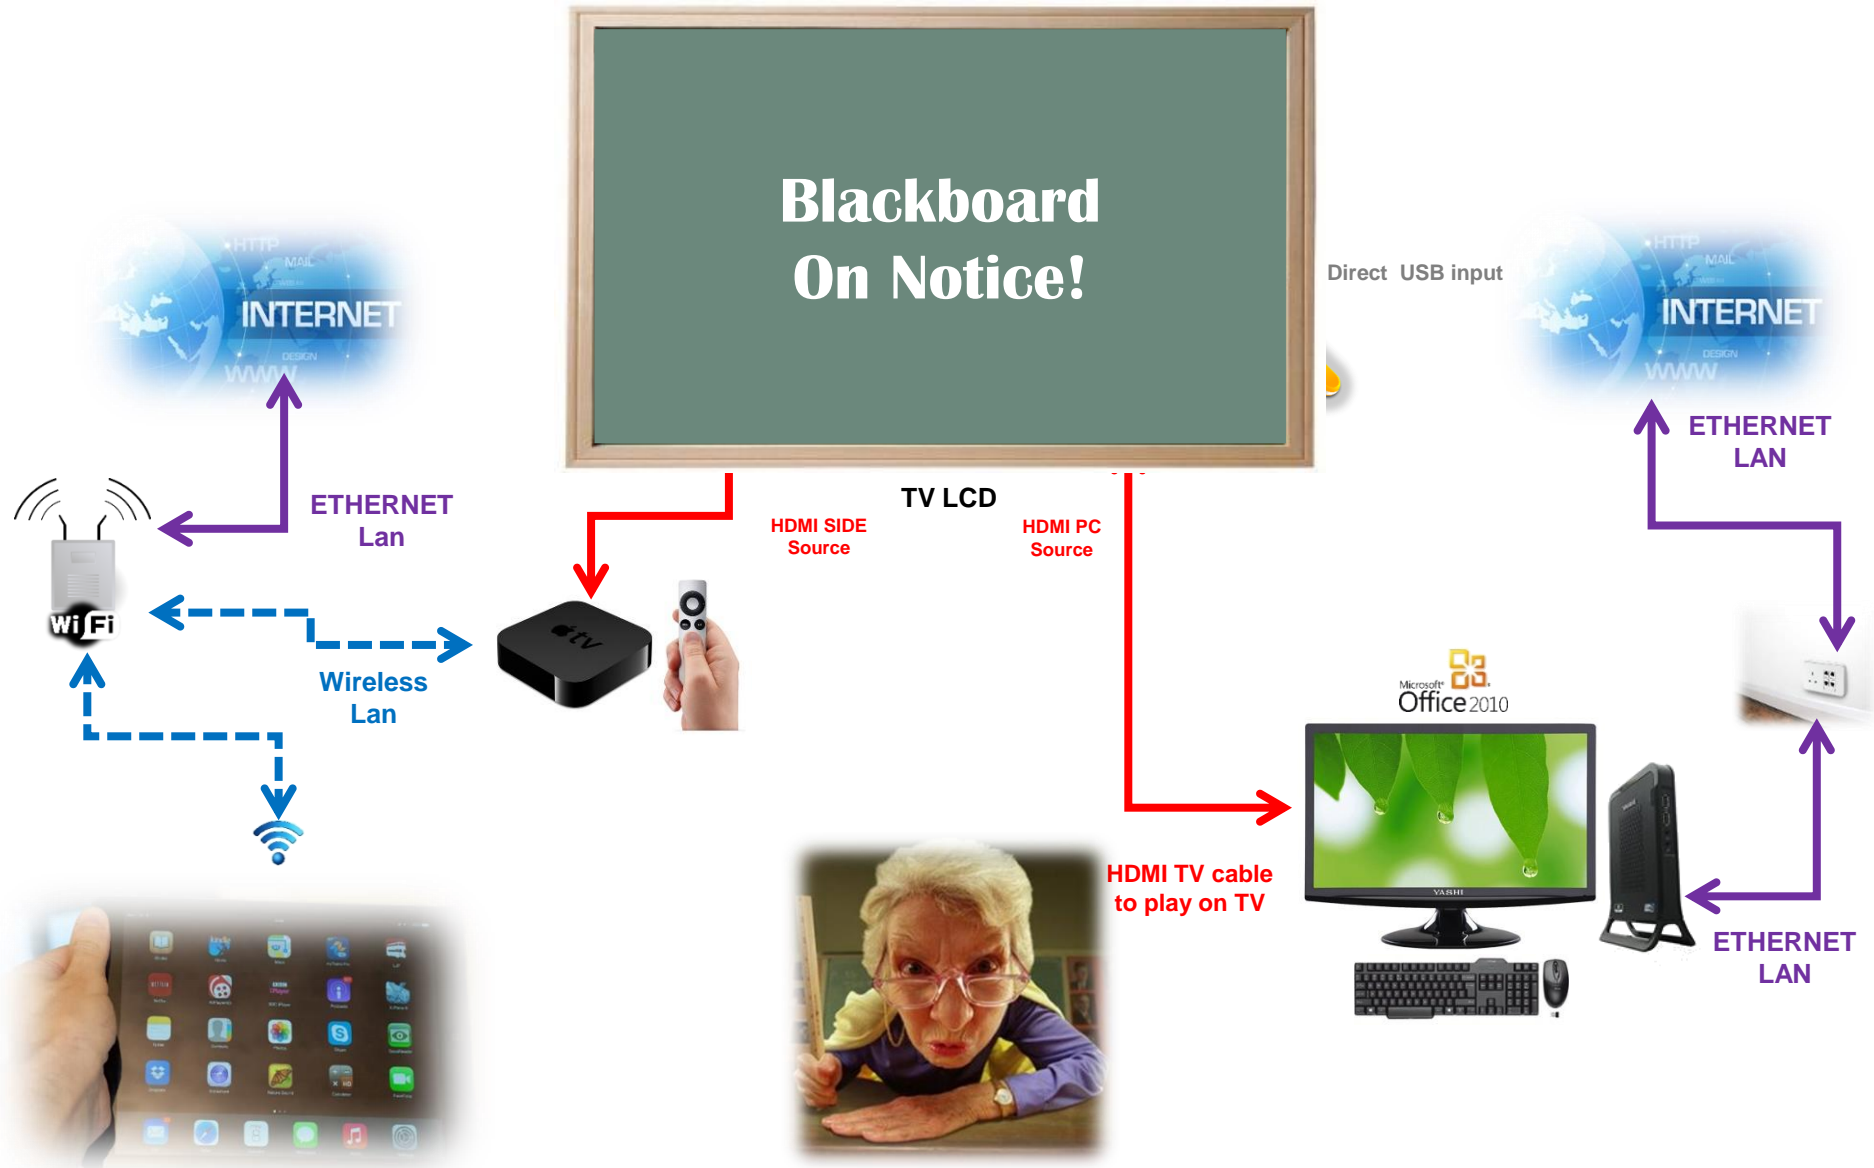 Blackboard
On Notice!
HTTP
MAIL
INTERNET
DESIGN
WWW
Direct  USB input
HTTP
MAIL
INTERNET
DESIGN
WWW
ETHERNET
LAN
ETHERNET
Lan
TV LCD
HDMI SIDE
Source
HDMI PC
Source
WiFi
tv
Wireless
Lan
Microsoft
Office 2010
YASHI
HDMI TV cable
to play on TV
ETHERNET
LAN